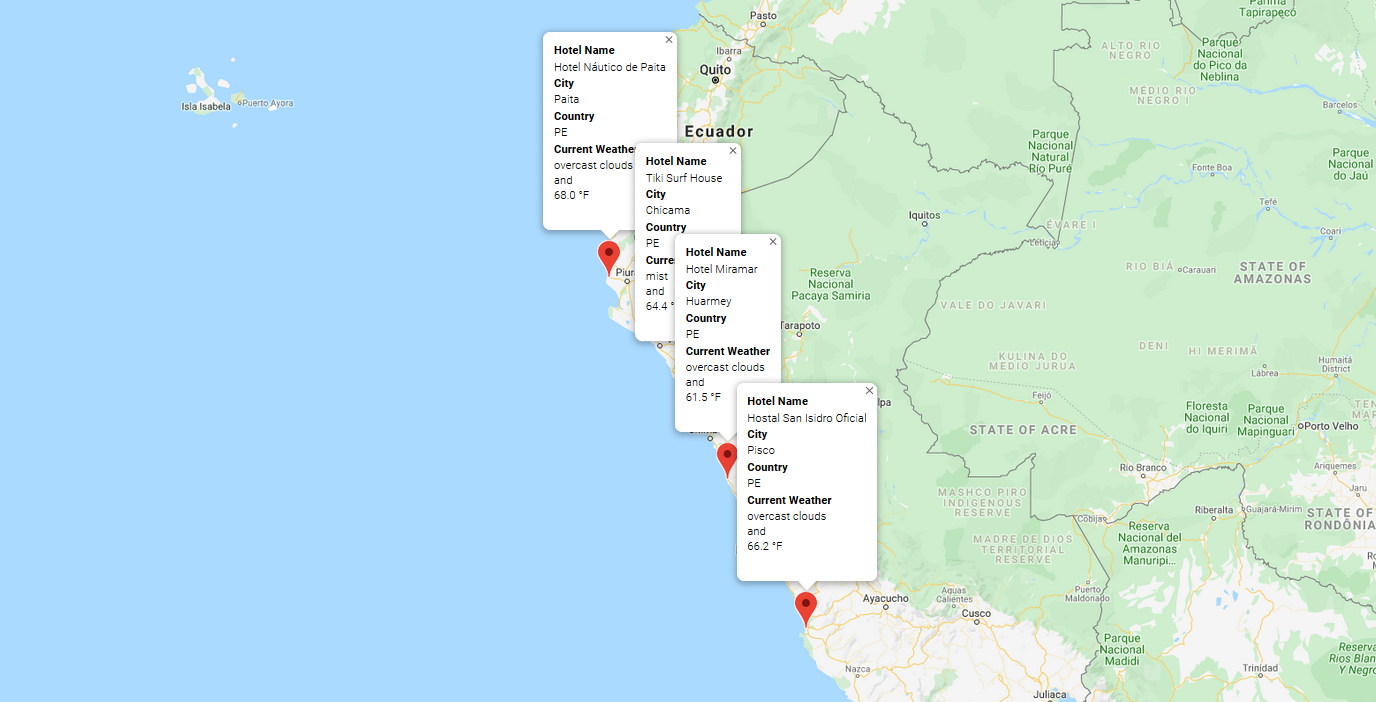 Hotel Name
Hotel Náutico de Paita
City
Paita
Country
PE
Current Weather
overcast clouds
and
68.0 °F
Hotel Name
Tiki Surf House
City
Chicama
Country
PE
mist
and
64.4 °
Hotel Name
Hotel Miramar
City
Huarmey
Country
PE
Current Weather
overcast clouds
and
61.5 °F
Hotel Name
Hostal San Isidro Oficial
City
Pisco
Country
PE
Current Weather
overcast clouds
and
66.2 °F
Pasto
Ibarra
Quito
Ecuador
Isla Isabela
Puerto Ayora
Parma
Tapirapecó
ALTO RIO
NEGRO
Parque
Nacional
do Pico da
Neblina
MÉDIO RIO
NEGRO I
Barcelos
Parque
Nacional
Natural
Río Puré
Parque
Nacional
do Jaú
Fonte Boa
Tefé
Coari
Iquitos
ÉVARE I
Leticia
RIO BIÁ
Carauari
STATE OF
AMAZONAS
Reserva
Nacional
Pacaya Samiria
VALE DO JAVARI
Tarapoto
DENI
HI MERIMÃ
KULINA DO
MEDIO JURUA
Humaitá
District
Lábrea
Feijó
Floresta
Nacional
do Iquiri
Parque
Nacional
Mapinguari
Porto Velho
STATE OF ACRE
Rio Branco
Ariquemes
Jaru
MASHCO PIRO
INDIGENOUS
RESERVE
Riberalta
Guajará-Mirim
STATE OF
RONDÔNIA
Cobija
MADRE DE DIOS
TERRITORIAL
RESERVE
Reserva
Nacional del
Amazonas
Manuripi...
Puerto
Maldonado
Ayacucho
Aguas
Calientes
Cusco
Nazca
Juliaca
Parque
Nacional
Madidi
Trinidad
Reserva
Rios Blan
Y Negro